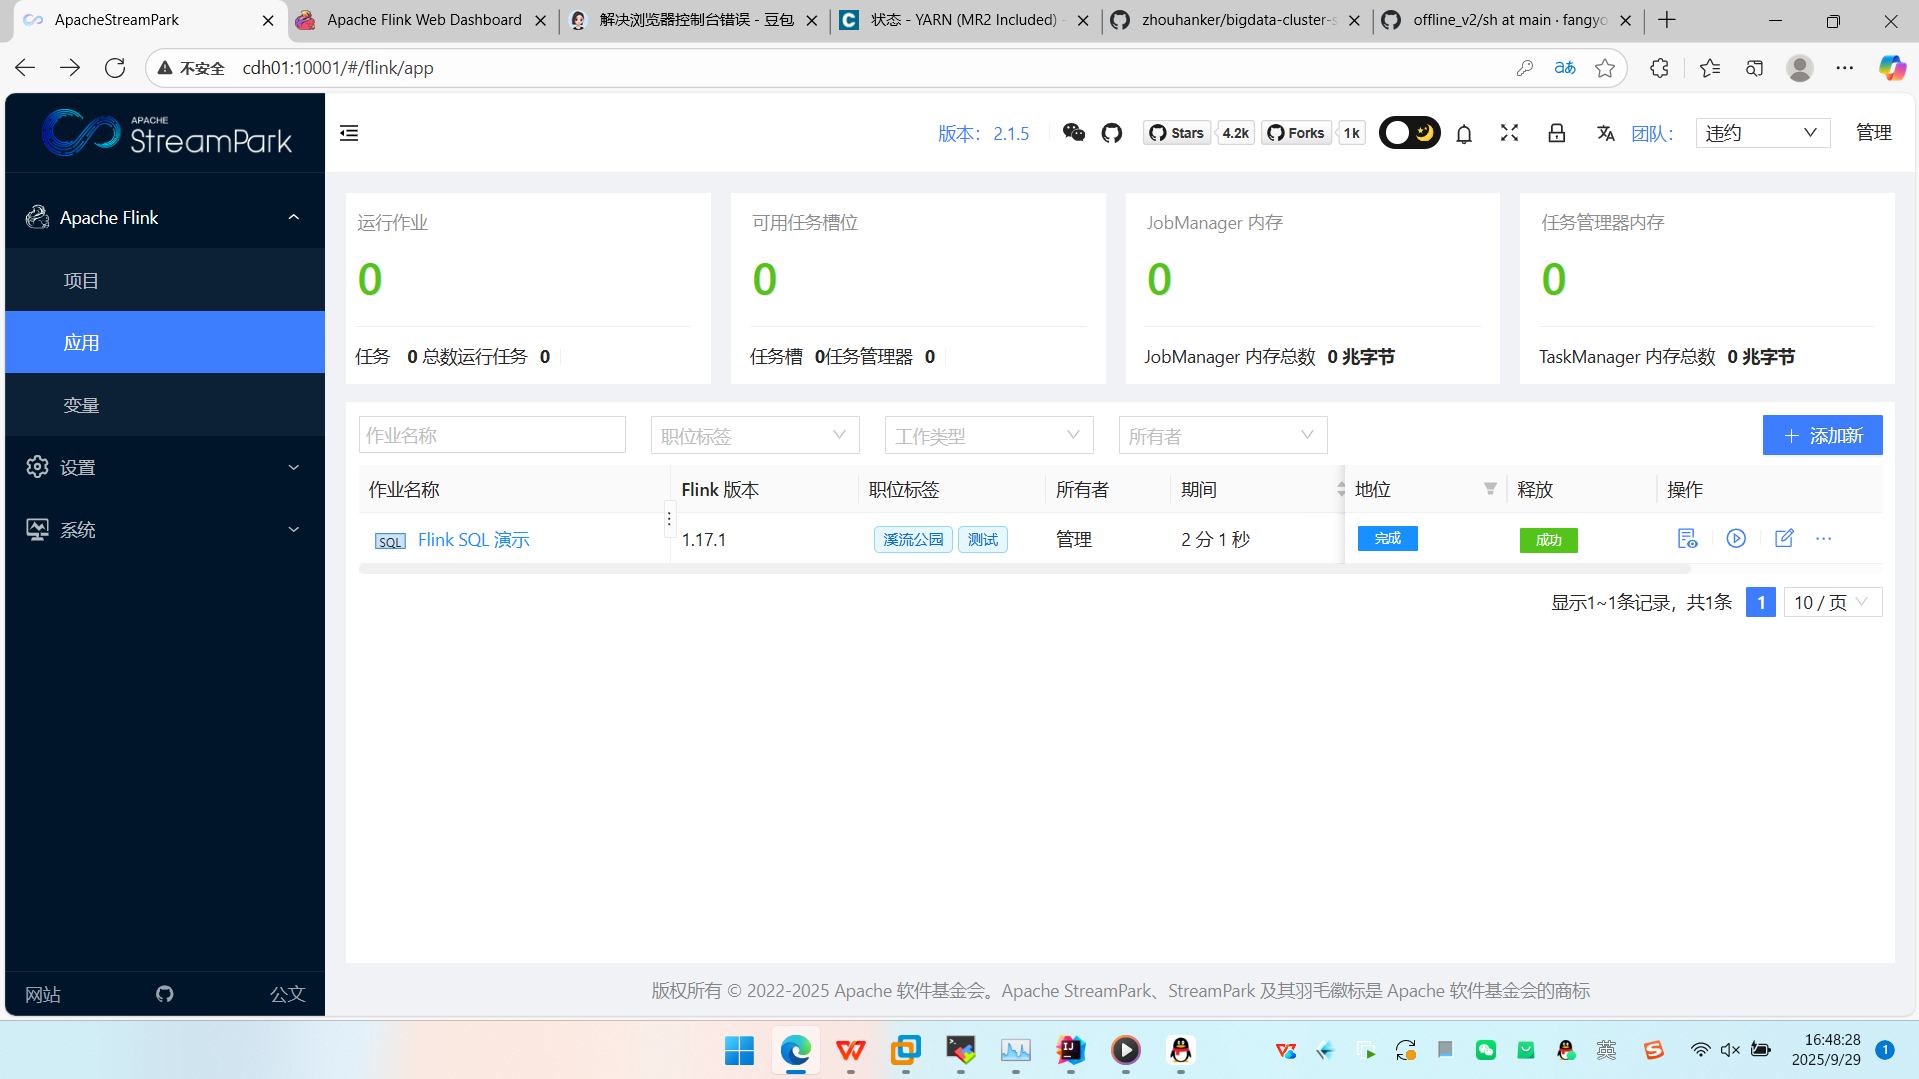 ApacheStreamPark
Apache Flink Web Dashboard
解决浏览器控制台错误 - 豆包
状态 - YARN (MR2 Included) -
zhouhanker/bigdata-cluster-s
offline_v2/sh at main · fangyo
不安全
cdh01:10001/#/flink/app
APACHE
StreamPark
版本： 2.1.5
Stars
4.2k
Forks
1k
团队：
违约
管理
Apache Flink
项目
应用
变量
设置
系统
网站
公文
运行作业
0
任务 0 总数运行任务 0
可用任务槽位
0
任务槽 0任务管理器 0
JobManager 内存
0
JobManager 内存总数 0 兆字节
任务管理器内存
0
TaskManager 内存总数 0 兆字节
作业名称
职位标签
工作类型
所有者
添加新
作业名称 Flink 版本 职位标签 所有者 期间 地位 释放 操作
SQL Flink SQL 演示 1.17.1 溪流公园 测试 管理 2 分 1 秒 完成 成功
显示1~1条记录，共1条 1 10 / 页
版权所有 © 2022-2025 Apache 软件基金会。Apache StreamPark、StreamPark 及其羽毛徽标是 Apache 软件基金会的商标
英
16:48:28
2025/9/29
1